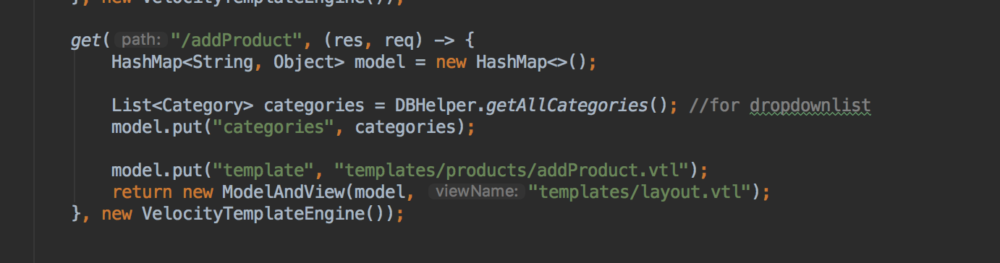 }, new VelocityTemplateEngine());
get( path: "/addProduct", (res, req) -> {
HashMap<String, Object> model = new HashMap<>();
List<Category> categories = DBHelper.getAllCategories(); //for dropdownlist
model.put("categories", categories);
model.put("template", "templates/products/addProduct.vtl");
return new ModelAndView(model, viewName: "templates/layout.vtl");
}, new VelocityTemplateEngine());